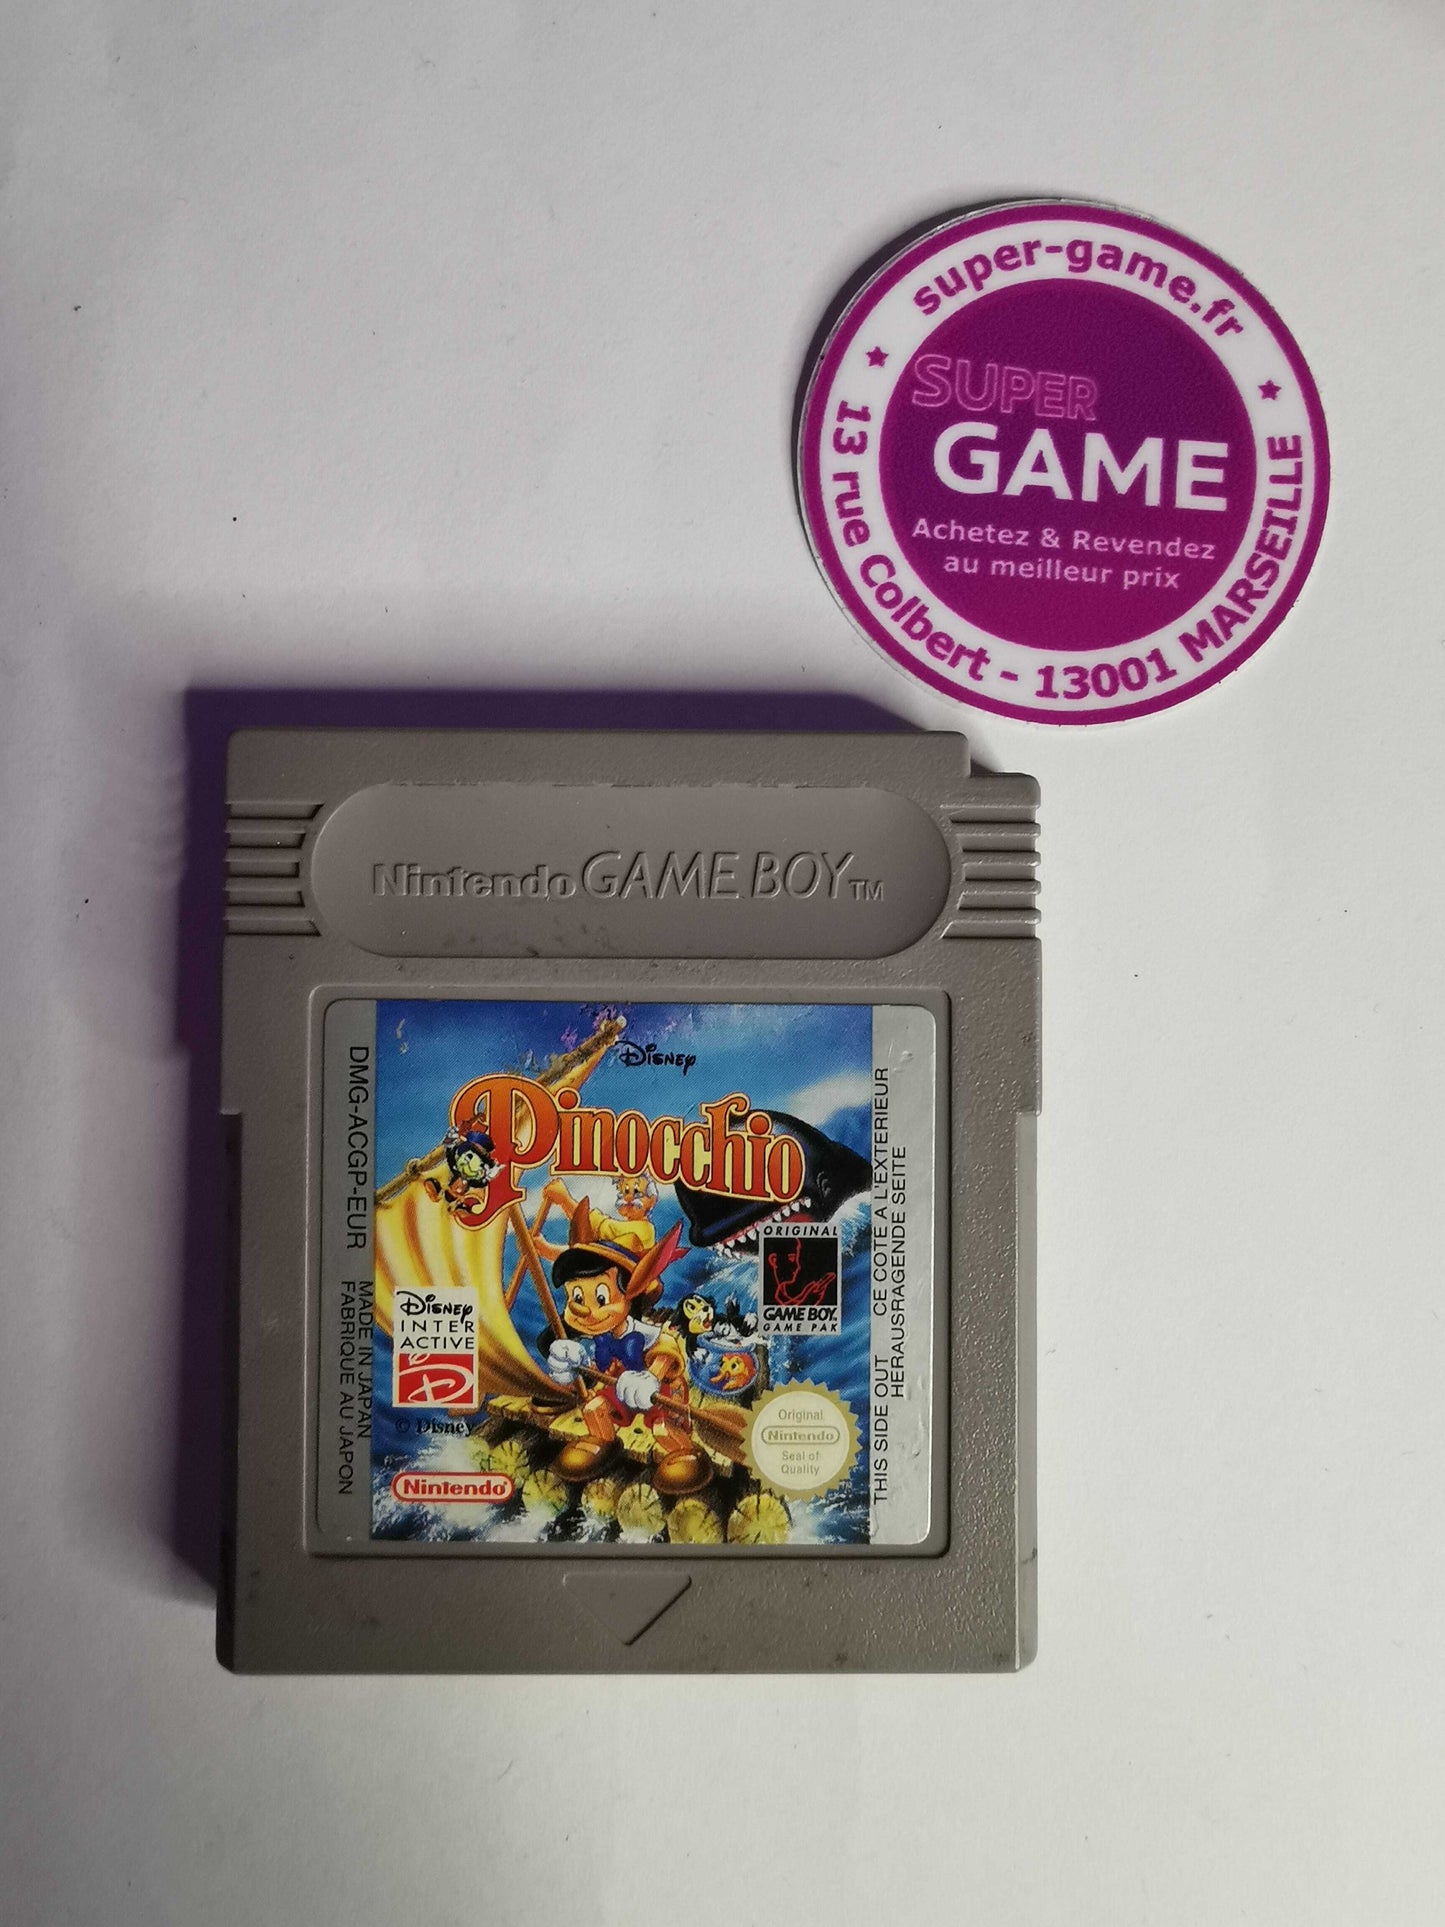 super-game.fr
SUPER
GAME
Achetez & Revendez
au meilleur prix
13 rue Colbert - 13001 MARSEILLE
Nintendo GAME BOY TM
DMG-ACGP-EUR
MADE IN JAPAN
FABRIQUE AU JAPON
Disney
Pinocchio
ORIGINAL
GAME BOY
GAME PAK
Disney
INTER
ACTIVE
D
© Disney
Nintendo
Original
Nintendo
Seal of
Quality
THIS SIDE OUT CE COTE A L'EXTERIEUR
HERAUSRAGENDE SEITE